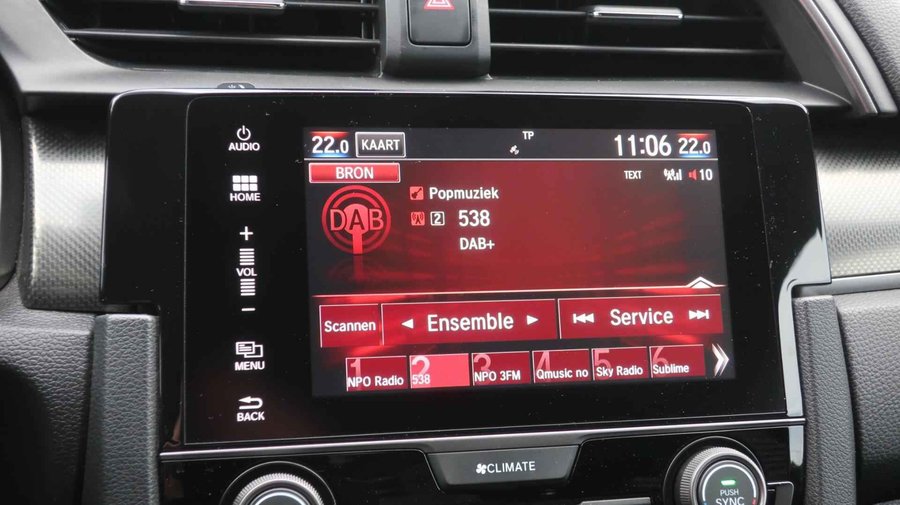 AUDIO
HOME
+
VOL
−
MENU
BACK
22.0 KAART TP 11:06 22.0
BRON TEXT 10
DAB Popmuziek
2 538
DAB+
Scannen ◄ Ensemble ► ⏮ Service ⏭
1 NPO Radio 2 538 3 NPO 3FM 4 Qmusic no 5 Sky Radio 6 Sublime
CLIMATE
PUSH
SYNC